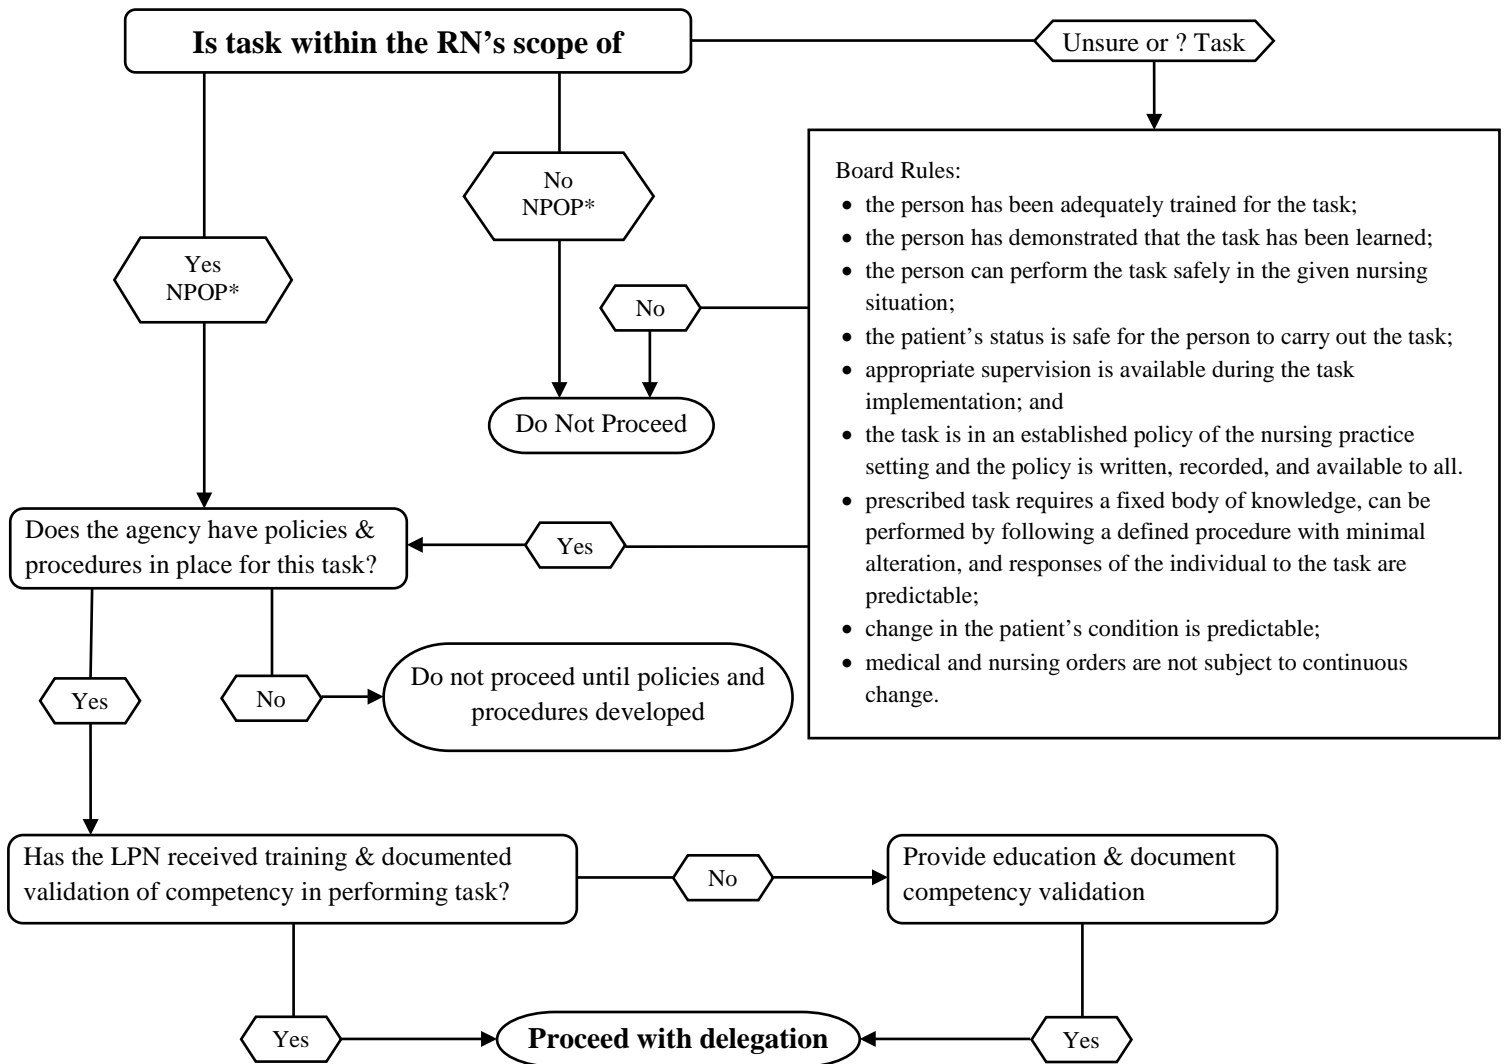 Is task within the RN’s scope of
Unsure or ? Task
No
NPOP*
Yes
NPOP*
Board Rules:
• the person has been adequately trained for the task;
• the person has demonstrated that the task has been learned;
• the person can perform the task safely in the given nursing
situation;
• the patient’s status is safe for the person to carry out the task;
• appropriate supervision is available during the task
implementation; and
• the task is in an established policy of the nursing practice
setting and the policy is written, recorded, and available to all.
• prescribed task requires a fixed body of knowledge, can be
performed by following a defined procedure with minimal
alteration, and responses of the individual to the task are
predictable;
• change in the patient’s condition is predictable;
• medical and nursing orders are not subject to continuous
change.
No
Do Not Proceed
Does the agency have policies &
procedures in place for this task?
Yes
Yes
No
Do not proceed until policies and
procedures developed
Has the LPN received training & documented
validation of competency in performing task?
No
Provide education & document
competency validation
Yes
Proceed with delegation
Yes